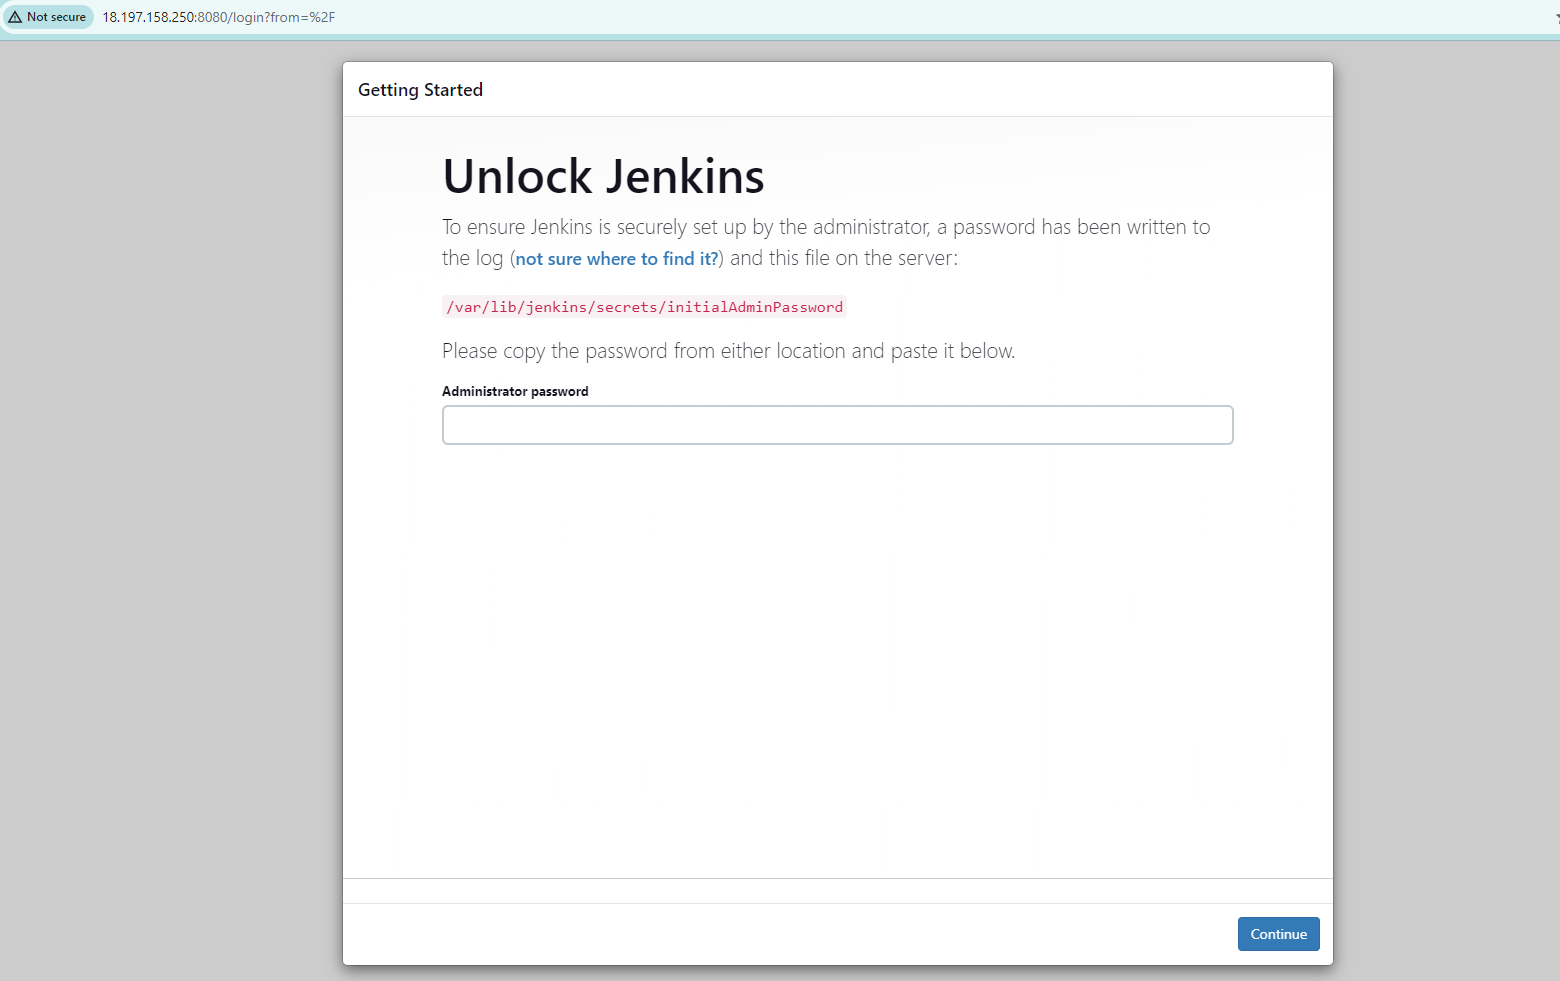 Not secure 18.197.158.250:8080/login?from=%2F
Getting Started
Unlock Jenkins
To ensure Jenkins is securely set up by the administrator, a password has been written to
the log (not sure where to find it?) and this file on the server:
/var/lib/jenkins/secrets/initialAdminPassword
Please copy the password from either location and paste it below.
Administrator password
Continue